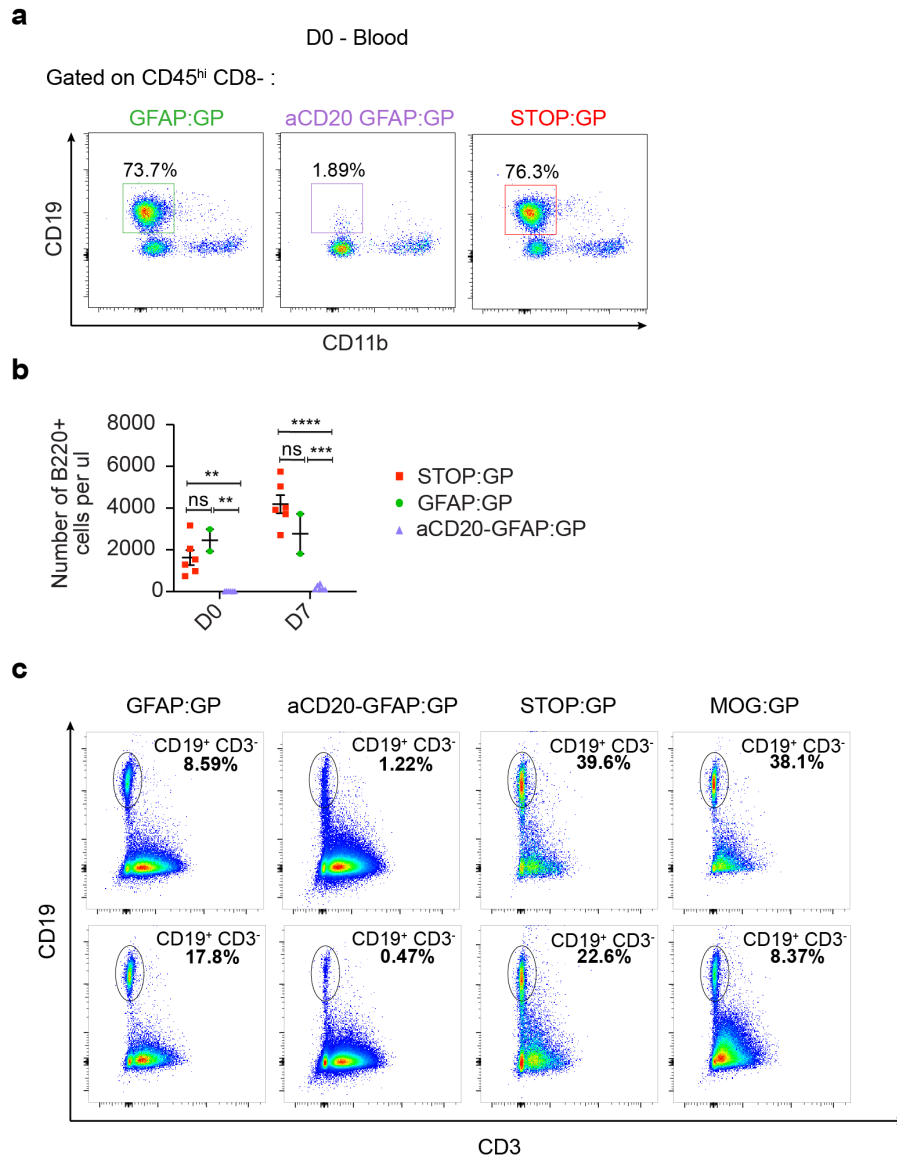 a
D0 - Blood
Gated on CD45hi CD8- :
GFAP:GP aCD20 GFAP:GP STOP:GP
73.7% 1.89% 76.3%
CD19
CD11b
b
Number of B220+
cells per ul
8000
6000
4000
2000
0
** ns ** **** ns ***
D0 D7
STOP:GP
GFAP:GP
aCD20-GFAP:GP
c
GFAP:GP aCD20-GFAP:GP STOP:GP MOG:GP
CD19+ CD3- CD19+ CD3- CD19+ CD3- CD19+ CD3-
8.59% 1.22% 39.6% 38.1%
CD19+ CD3- CD19+ CD3- CD19+ CD3- CD19+ CD3-
17.8% 0.47% 22.6% 8.37%
CD19
CD3